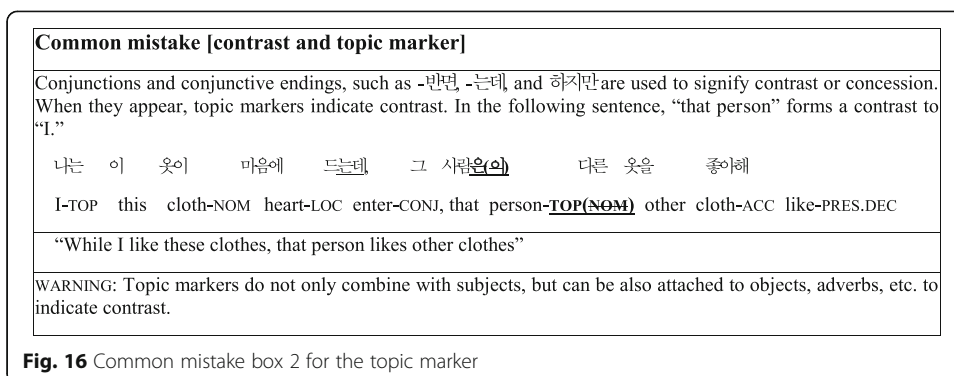 Common mistake [contrast and topic marker]
Conjunctions and conjunctive endings, such as -반면, -는데, and 하지만 are used to signify contrast or concession.
When they appear, topic markers indicate contrast. In the following sentence, “that person” forms a contrast to
“I.”
나는 이 옷이 마음에 드는데, 그 사람은(의) 다른 옷을 좋아해
I-TOP this cloth-NOM heart-LOC enter-CONJ, that person-TOP(NOM) other cloth-ACC like-PRES.DEC
“While I like these clothes, that person likes other clothes”
WARNING: Topic markers do not only combine with subjects, but can be also attached to objects, adverbs, etc. to
indicate contrast.
Fig. 16 Common mistake box 2 for the topic marker